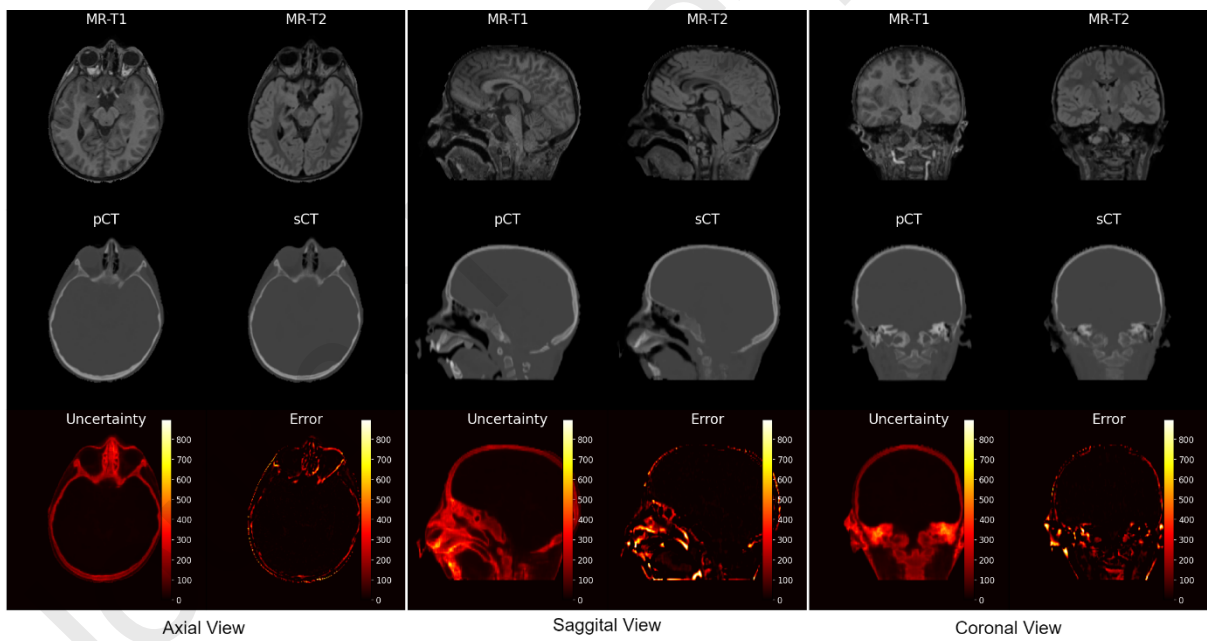 MR-T1 MR-T2 MR-T1 MR-T2 MR-T1 MR-T2
pCT sCT pCT sCT pCT sCT
Uncertainty Error Uncertainty Error Uncertainty Error
800 800 800 800 800 800
700 700 700 700 700 700
600 600 600 600 600 600
500 500 500 500 500 500
400 400 400 400 400 400
300 300 300 300 300 300
200 200 200 200 200 200
100 100 100 100 100 100
0 0 0 0 0 0
Axial View Saggital View Coronal View